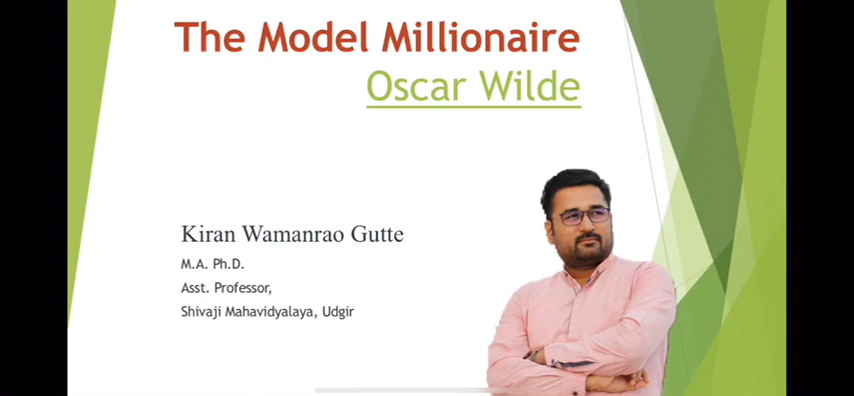 The Model Millionaire
Oscar Wilde
Kiran Wamanrao Gutte
M.A. Ph.D.
Asst. Professor,
Shivaji Mahavidyalaya, Udgir